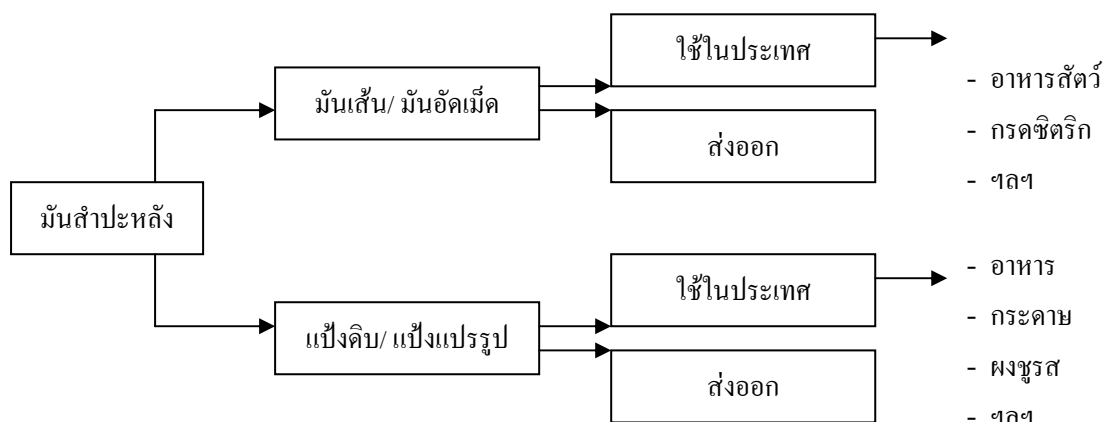 มันสำปะหลัง
มันเส้น/ มันอัดเม็ด
ใช้ในประเทศ
- อาหารสัตว์
- กรดซิตริก
- ฯลฯ
ส่งออก
แป้งดิบ/ แป้งแปรรูป
ใช้ในประเทศ
- อาหาร
- กระดาษ
- ผงชูรส
- ฯลฯ
ส่งออก